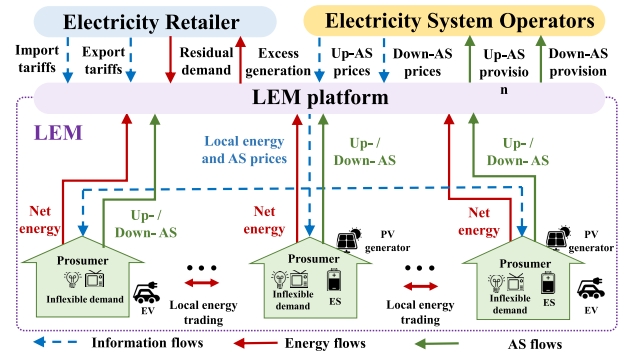 Electricity Retailer
Electricity System Operators
Import
tariffs
Export
tariffs
Residual
demand
Excess
generation
Up-AS
prices
Down-AS
prices
Up-AS
provisio
n
Down-AS
provision
LEM platform
LEM
Local energy
and AS prices
Up- /
Down- AS
Up- /
Down- AS
Net
energy
Up- /
Down- AS
Net
energy
Net
energy
PV
generator
PV
generator
Prosumer
Inflexible demand
EV
Local energy
trading
Prosumer
Inflexible
demand
ES
Local energy
trading
Prosumer
Inflexible
demand
ES
EV
Information flows
Energy flows
AS flows